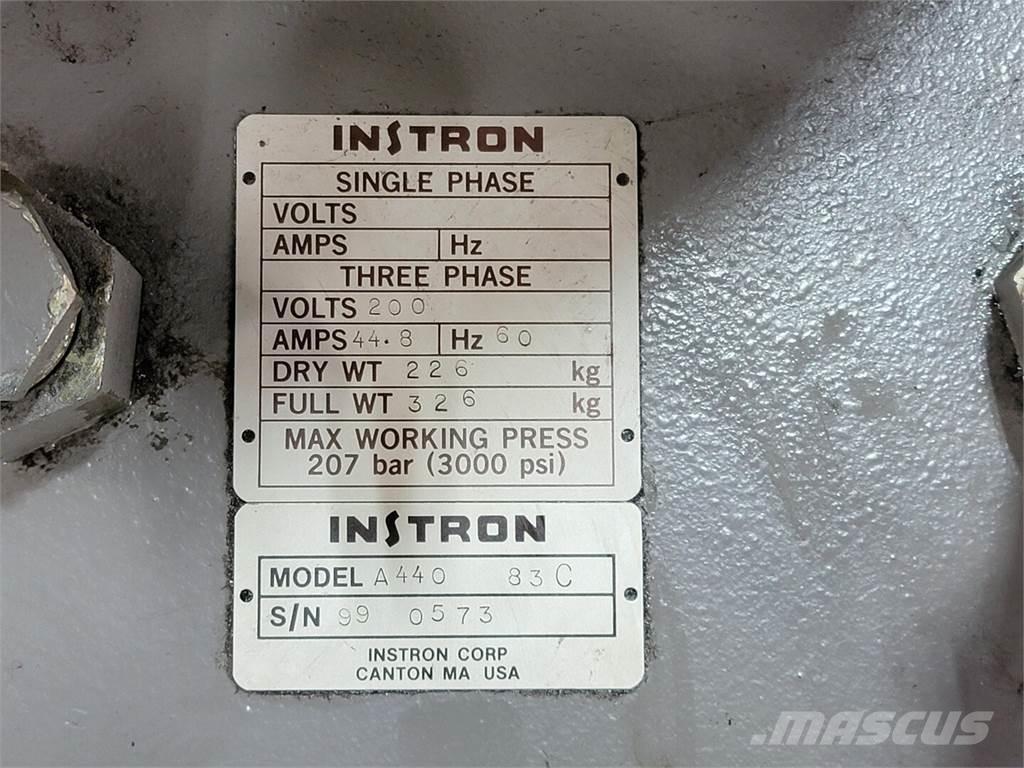 INSTRON
SINGLE PHASE
VOLTS
AMPS Hz
THREE PHASE
VOLTS 200
AMPS 44.8 Hz 60
DRY WT 226 kg
FULL WT 326 kg
MAX WORKING PRESS
207 bar (3000 psi)
INSTRON
MODEL A440 83C
S/N 99 0573
INSTRON CORP
CANTON MA USA
MASCUS